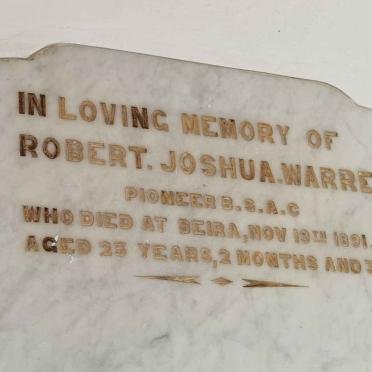 IN LOVING MEMORY OF
ROBERT. JOSHUA. WARRE
PIONEER B.S.A.C
WHO DIED AT BEIRA, NOV 19TH 1891.
AGED 25 YEARS, 2 MONTHS AND